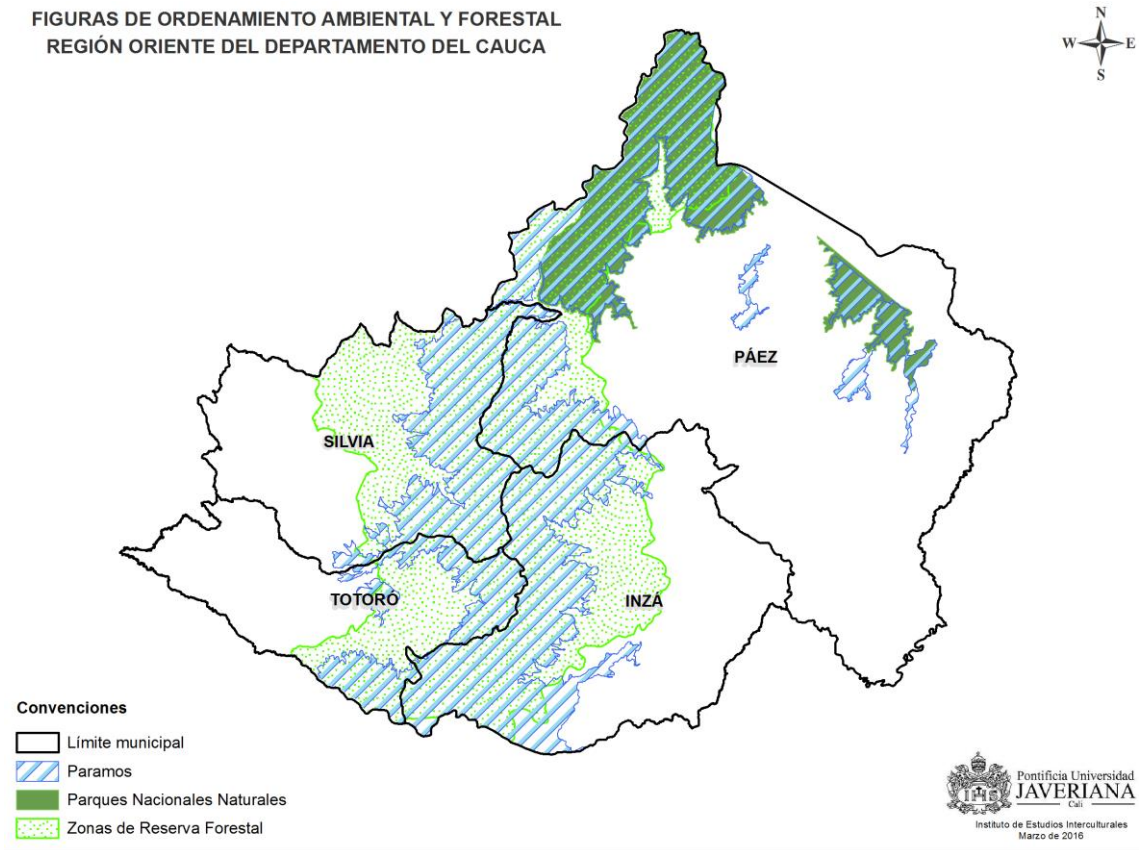 FIGURAS DE ORDENAMIENTO AMBIENTAL Y FORESTAL
REGIÓN ORIENTE DEL DEPARTAMENTO DEL CAUCA
N
W
E
S
PÁEZ
SILVIA
TOTORÓ
INZÁ
Convenciones
Límite municipal
Paramos
Parques Nacionales Naturales
Zonas de Reserva Forestal
Pontificia Universidad
JAVERIANA
Cali
Instituto de Estudios Interculturales
Marzo de 2016